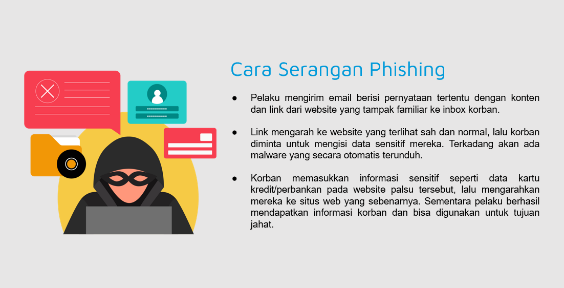 Cara Serangan Phishing
● Pelaku mengirim email berisi pernyataan tertentu dengan konten
dan link dari website yang tampak familiar ke inbox korban.
● Link mengarah ke website yang terlihat sah dan normal, lalu korban
diminta untuk mengisi data sensitif mereka. Terkadang akan ada
malware yang secara otomatis terunduh.
● Korban memasukkan informasi sensitif seperti data kartu
kredit/perbankan pada website palsu tersebut, lalu mengarahkan
mereka ke situs web yang sebenarnya. Sementara pelaku berhasil
mendapatkan informasi korban dan bisa digunakan untuk tujuan
jahat.